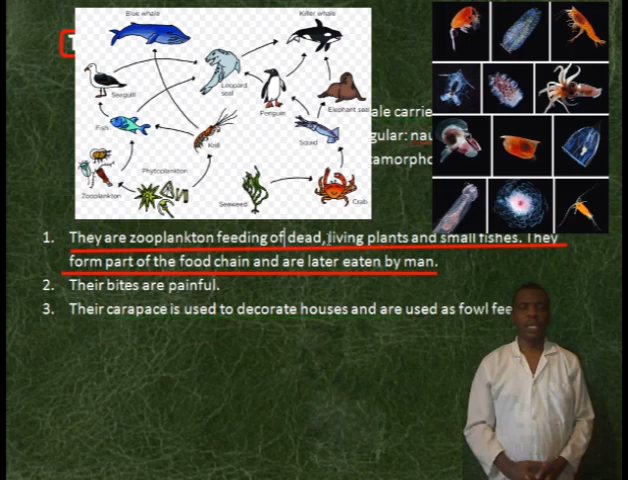 Blue whale
Killer whale
Seagull
Leopard
seal
Penguin
Elephant seal
Fish
Krill
Squid
Phytoplankton
Zooplankton
Seaweed
Crab
ale carrie
gular: nau
tamorpho
1. They are zooplankton feeding of dead, living plants and small fishes. They
form part of the food chain and are later eaten by man.
2. Their bites are painful.
3. Their carapace is used to decorate houses and are used as fowl fee